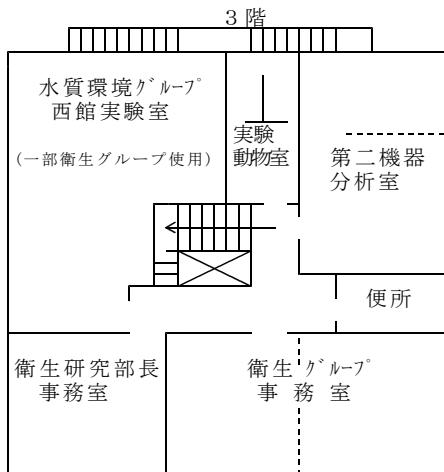 3階
水質環境ｸﾞﾙｰﾌﾟ
西館実験室
(一部衛生グループ使用)
実験
動物室
第二機器
分析室
便所
衛生研究部長
事務室
衛生ｸﾞﾙｰﾌﾟ
事務室